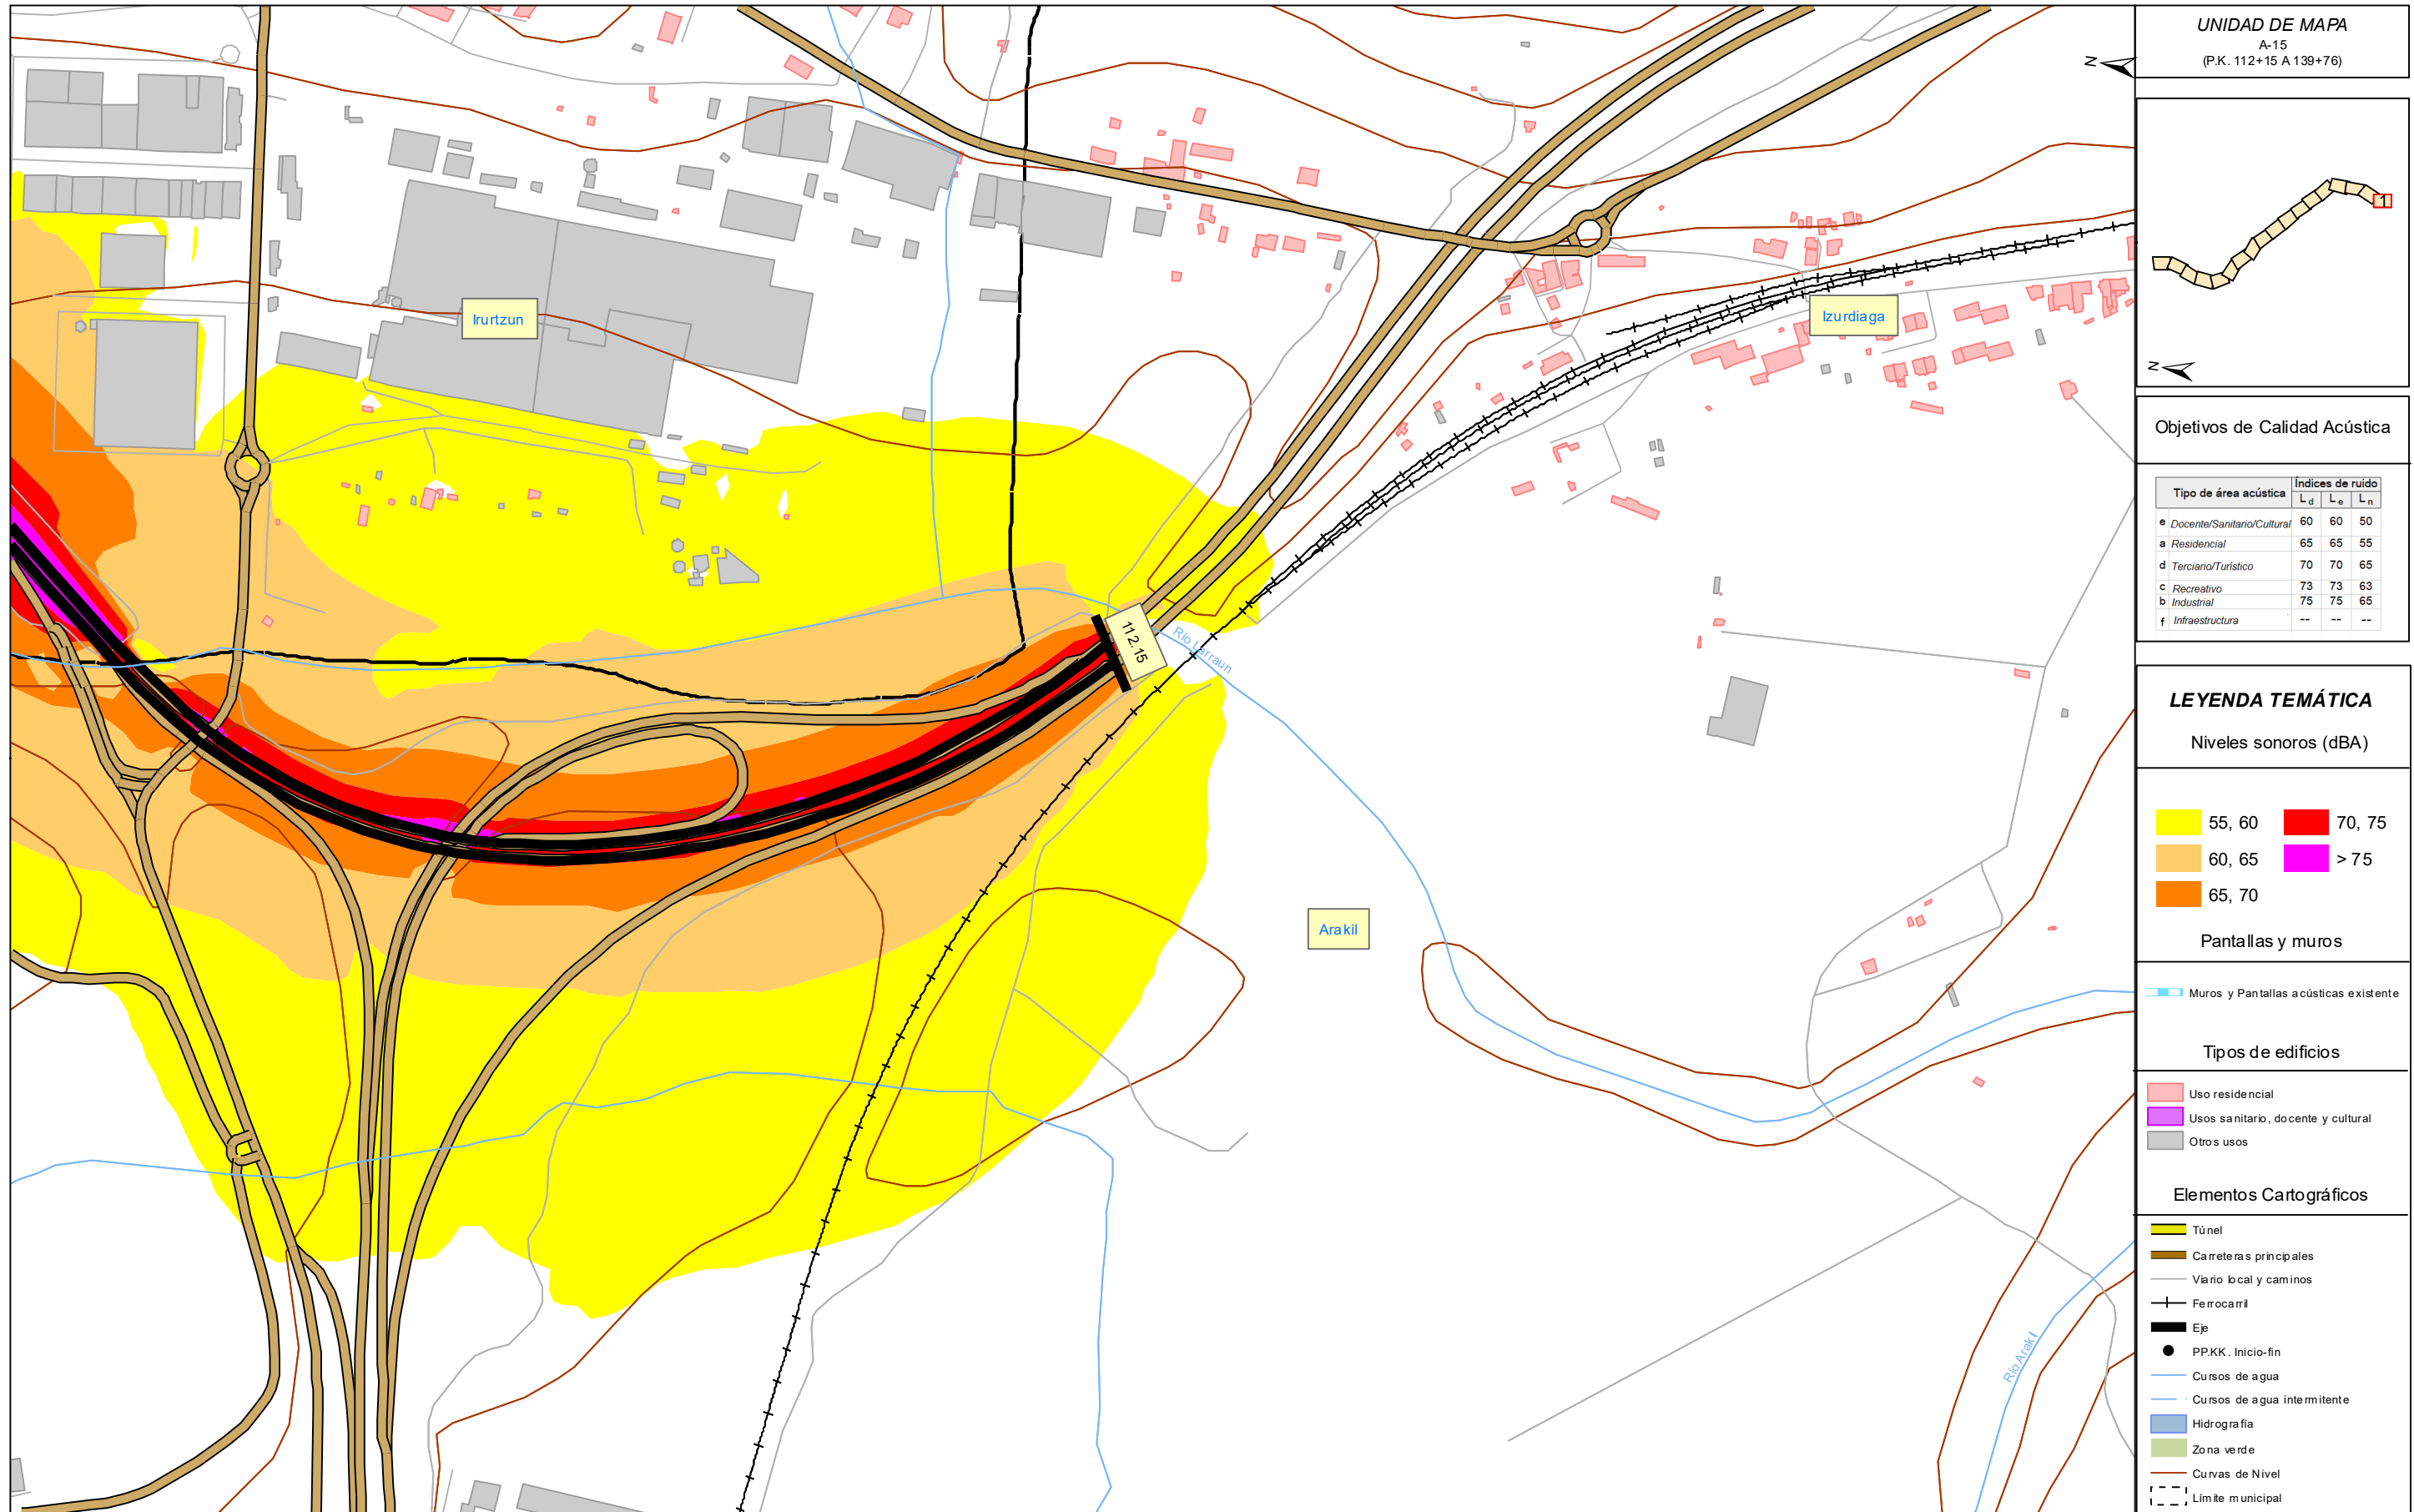 UNIDAD DE MAPA
A-15
(P.K. 112+15 A 139+76)
N
1
N
Objetivos de Calidad Acústica
Tipo de área acústica
Índices de ruido
L d L e L n
e Docente/Sanitario/Cultural 60 60 50
a Residencial 65 65 55
d Terciario/Turístico 70 70 65
c Recreativo 73 73 63
b Industrial 75 75 65
f Infraestructura -- -- --
LEYENDA TEMÁTICA
Niveles sonoros (dBA)
55, 60 70, 75
60, 65 > 75
65, 70
Pantallas y muros
Muros y Pantallas acústicas existente
Tipos de edificios
Uso residencial
Usos sanitario, docente y cultural
Otros usos
Elementos Cartográficos
Túnel
Carreteras principales
Viario local y caminos
Ferrocarril
Eje
PP.KK. Inicio-fin
Cursos de agua
Cursos de agua intermitente
Hidrografía
Zona verde
Curvas de Nivel
Límite municipal
Irurtzun
Izurdiaga
112.15
Río Larraun
Arakil
Río Arakil